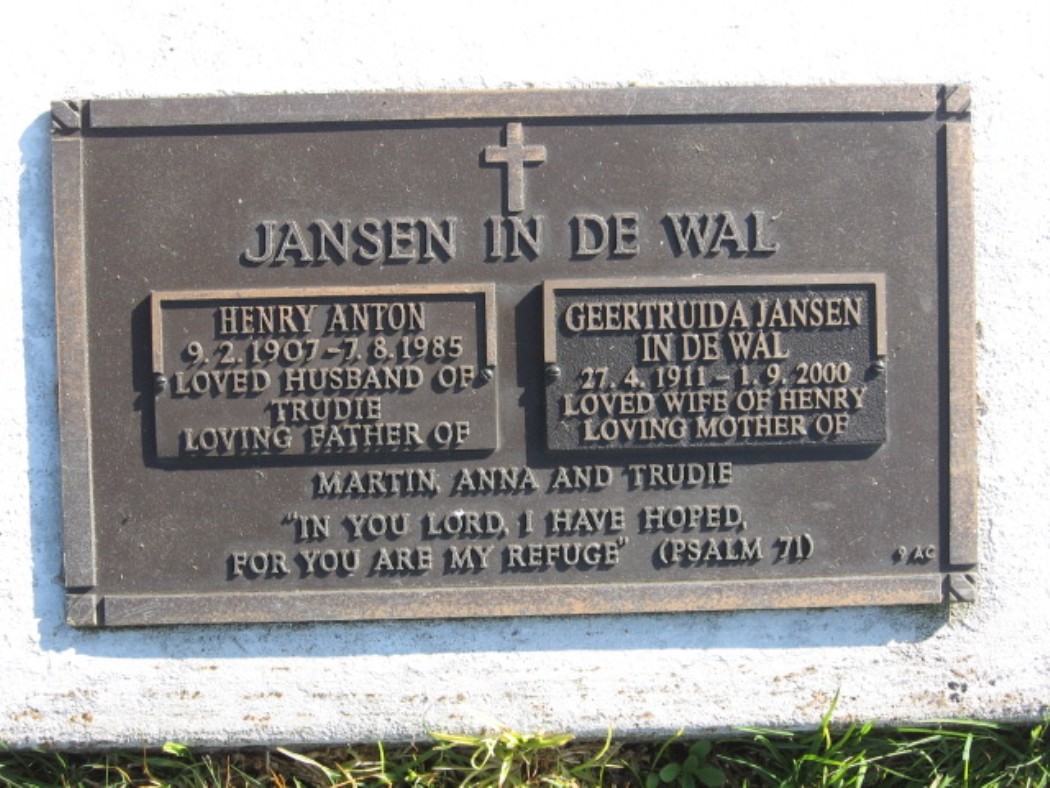 JANSEN IN DE WAL
HENRY ANTON
9. 2. 1907 - 7. 8. 1985
LOVED HUSBAND OF
TRUDIE
LOVING FATHER OF
GEERTRUIDA JANSEN
IN DE WAL
27. 4. 1911 - 1. 9. 2000
LOVED WIFE OF HENRY
LOVING MOTHER OF
MARTIN, ANNA AND TRUDIE
"IN YOU LORD, I HAVE HOPED,
FOR YOU ARE MY REFUGE" (PSALM 71)